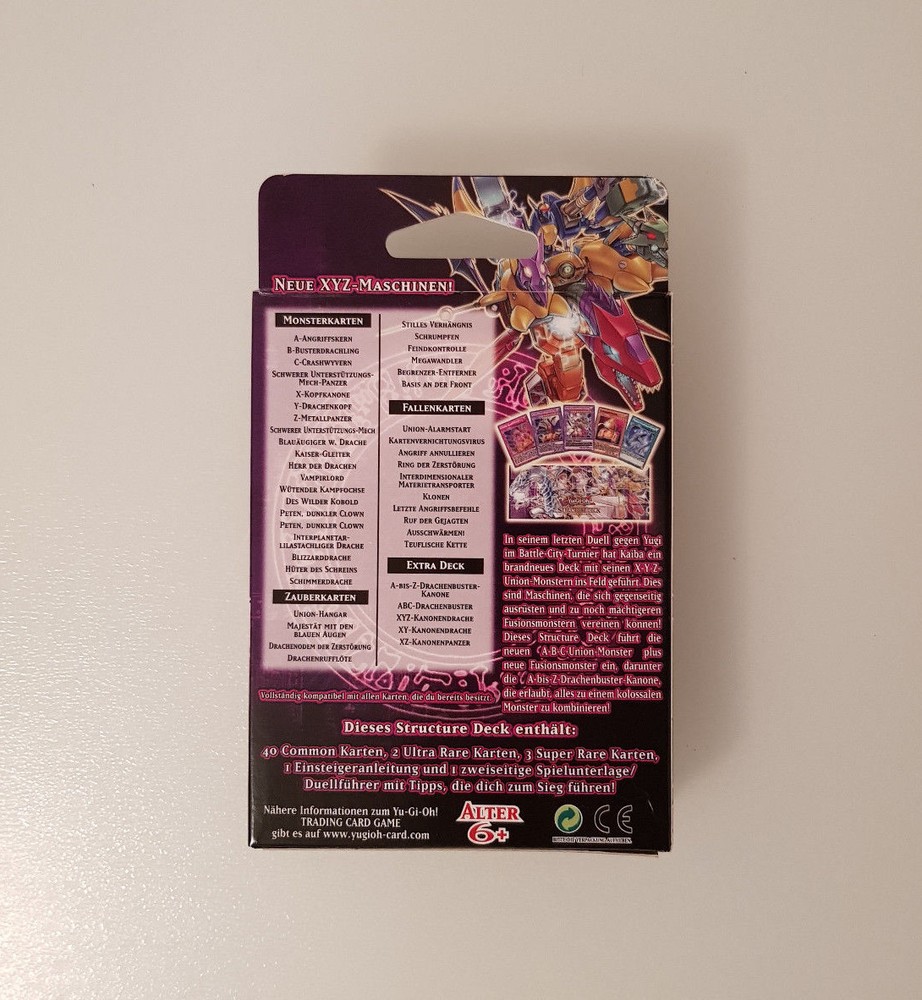 Neue XYZ-Maschinen!
Monsterkarten
A-Angriffskern
B-Busterdrachling
C-Crashwyvern
Schwerer Unterstützungs-
Mech-Panzer
X-Kopfkanone
Y-Drachenkopf
Z-Metallpanzer
Schwerer Unterstützungs-Mech
Blauäugiger w. Drache
Kaiser-Gleiter
Herr der Drachen
Vampirlord
Wütender Kampfochse
Des Wilder Kobold
Peten, dunkler Clown
Peten, dunkler Clown
Interplanetar-
lilastachliger Drache
Blizzarddrache
Hüter des Schreins
Schimmerdrache
Zauberkarten
Union-Hangar
Majestät mit den
blauen Augen
Drachenodem der Zerstörung
Drachenrufflöte
Stilles Verhängnis
Schrumpfen
Feindkontrolle
Megawandler
Begrenzer-Entferner
Basis an der Front
Fallenkarten
Union-Alarmstart
Kartenvernichtungsvirus
Angriff annullieren
Ring der Zerstörung
Interdimensionaler
Materietransporter
Klonen
Letzte Angriffsbefehle
Ruf der Gejagten
Ausschwärmen!
Teuflische Kette
Extra Deck
A-bis-Z-Drachenbuster-
Kanone
ABC-Drachenbuster
XYZ-Kanonendrache
XY-Kanonendrache
XZ-Kanonenpanzer
In seinem letzten Duell gegen Yugi
im Battle-City-Turnier hat Kaiba ein
brandneues Deck mit seinen X-Y-Z-
Union-Monstern ins Feld geführt. Dies
sind Maschinen, die sich gegenseitig
ausrüsten und zu noch mächtigeren
Fusionsmonstern vereinen können!
Dieses Structure Deck führt die
neuen A-B-C-Union-Monster plus
neue Fusionsmonster ein, darunter
die A-bis-Z-Drachenbuster-Kanone,
die erlaubt, alles zu einem kolossalen
Monster zu kombinieren!
Vollständig kompatibel mit allen Karten, die du bereits besitzt.
Dieses Structure Deck enthält:
40 Common Karten, 2 Ultra Rare Karten, 3 Super Rare Karten,
1 Einsteigeranleitung und 1 zweiseitige Spielunterlage/
Duellführer mit Tipps, die dich zum Sieg führen!
Nähere Informationen zum Yu-Gi-Oh!
TRADING CARD GAME
gibt es auf www.yugioh-card.com
Alter
6+
CE
Bitte die Verpackung aufheben.